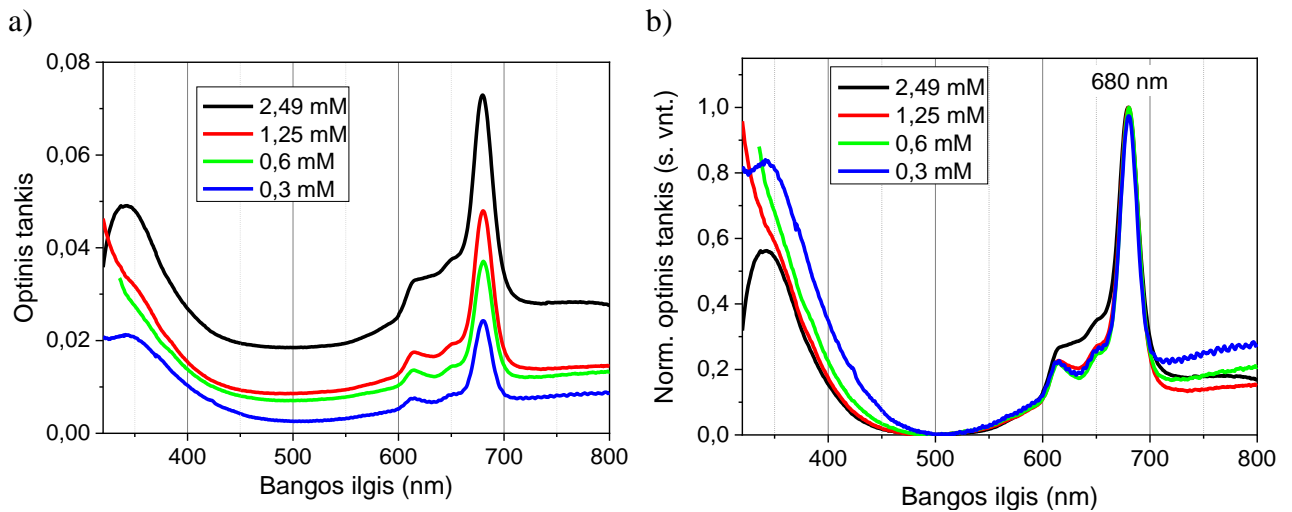 a)
Optinis tankis
0,08
0,06
0,04
0,02
0,00
2,49 mM
1,25 mM
0,6 mM
0,3 mM
400
500
600
700
800
Bangos ilgis (nm)
b)
Norm. optinis tankis (s. vnt.)
1,0
0,8
0,6
0,4
0,2
0,0
2,49 mM
1,25 mM
0,6 mM
0,3 mM
680 nm
400
500
600
700
800
Bangos ilgis (nm)